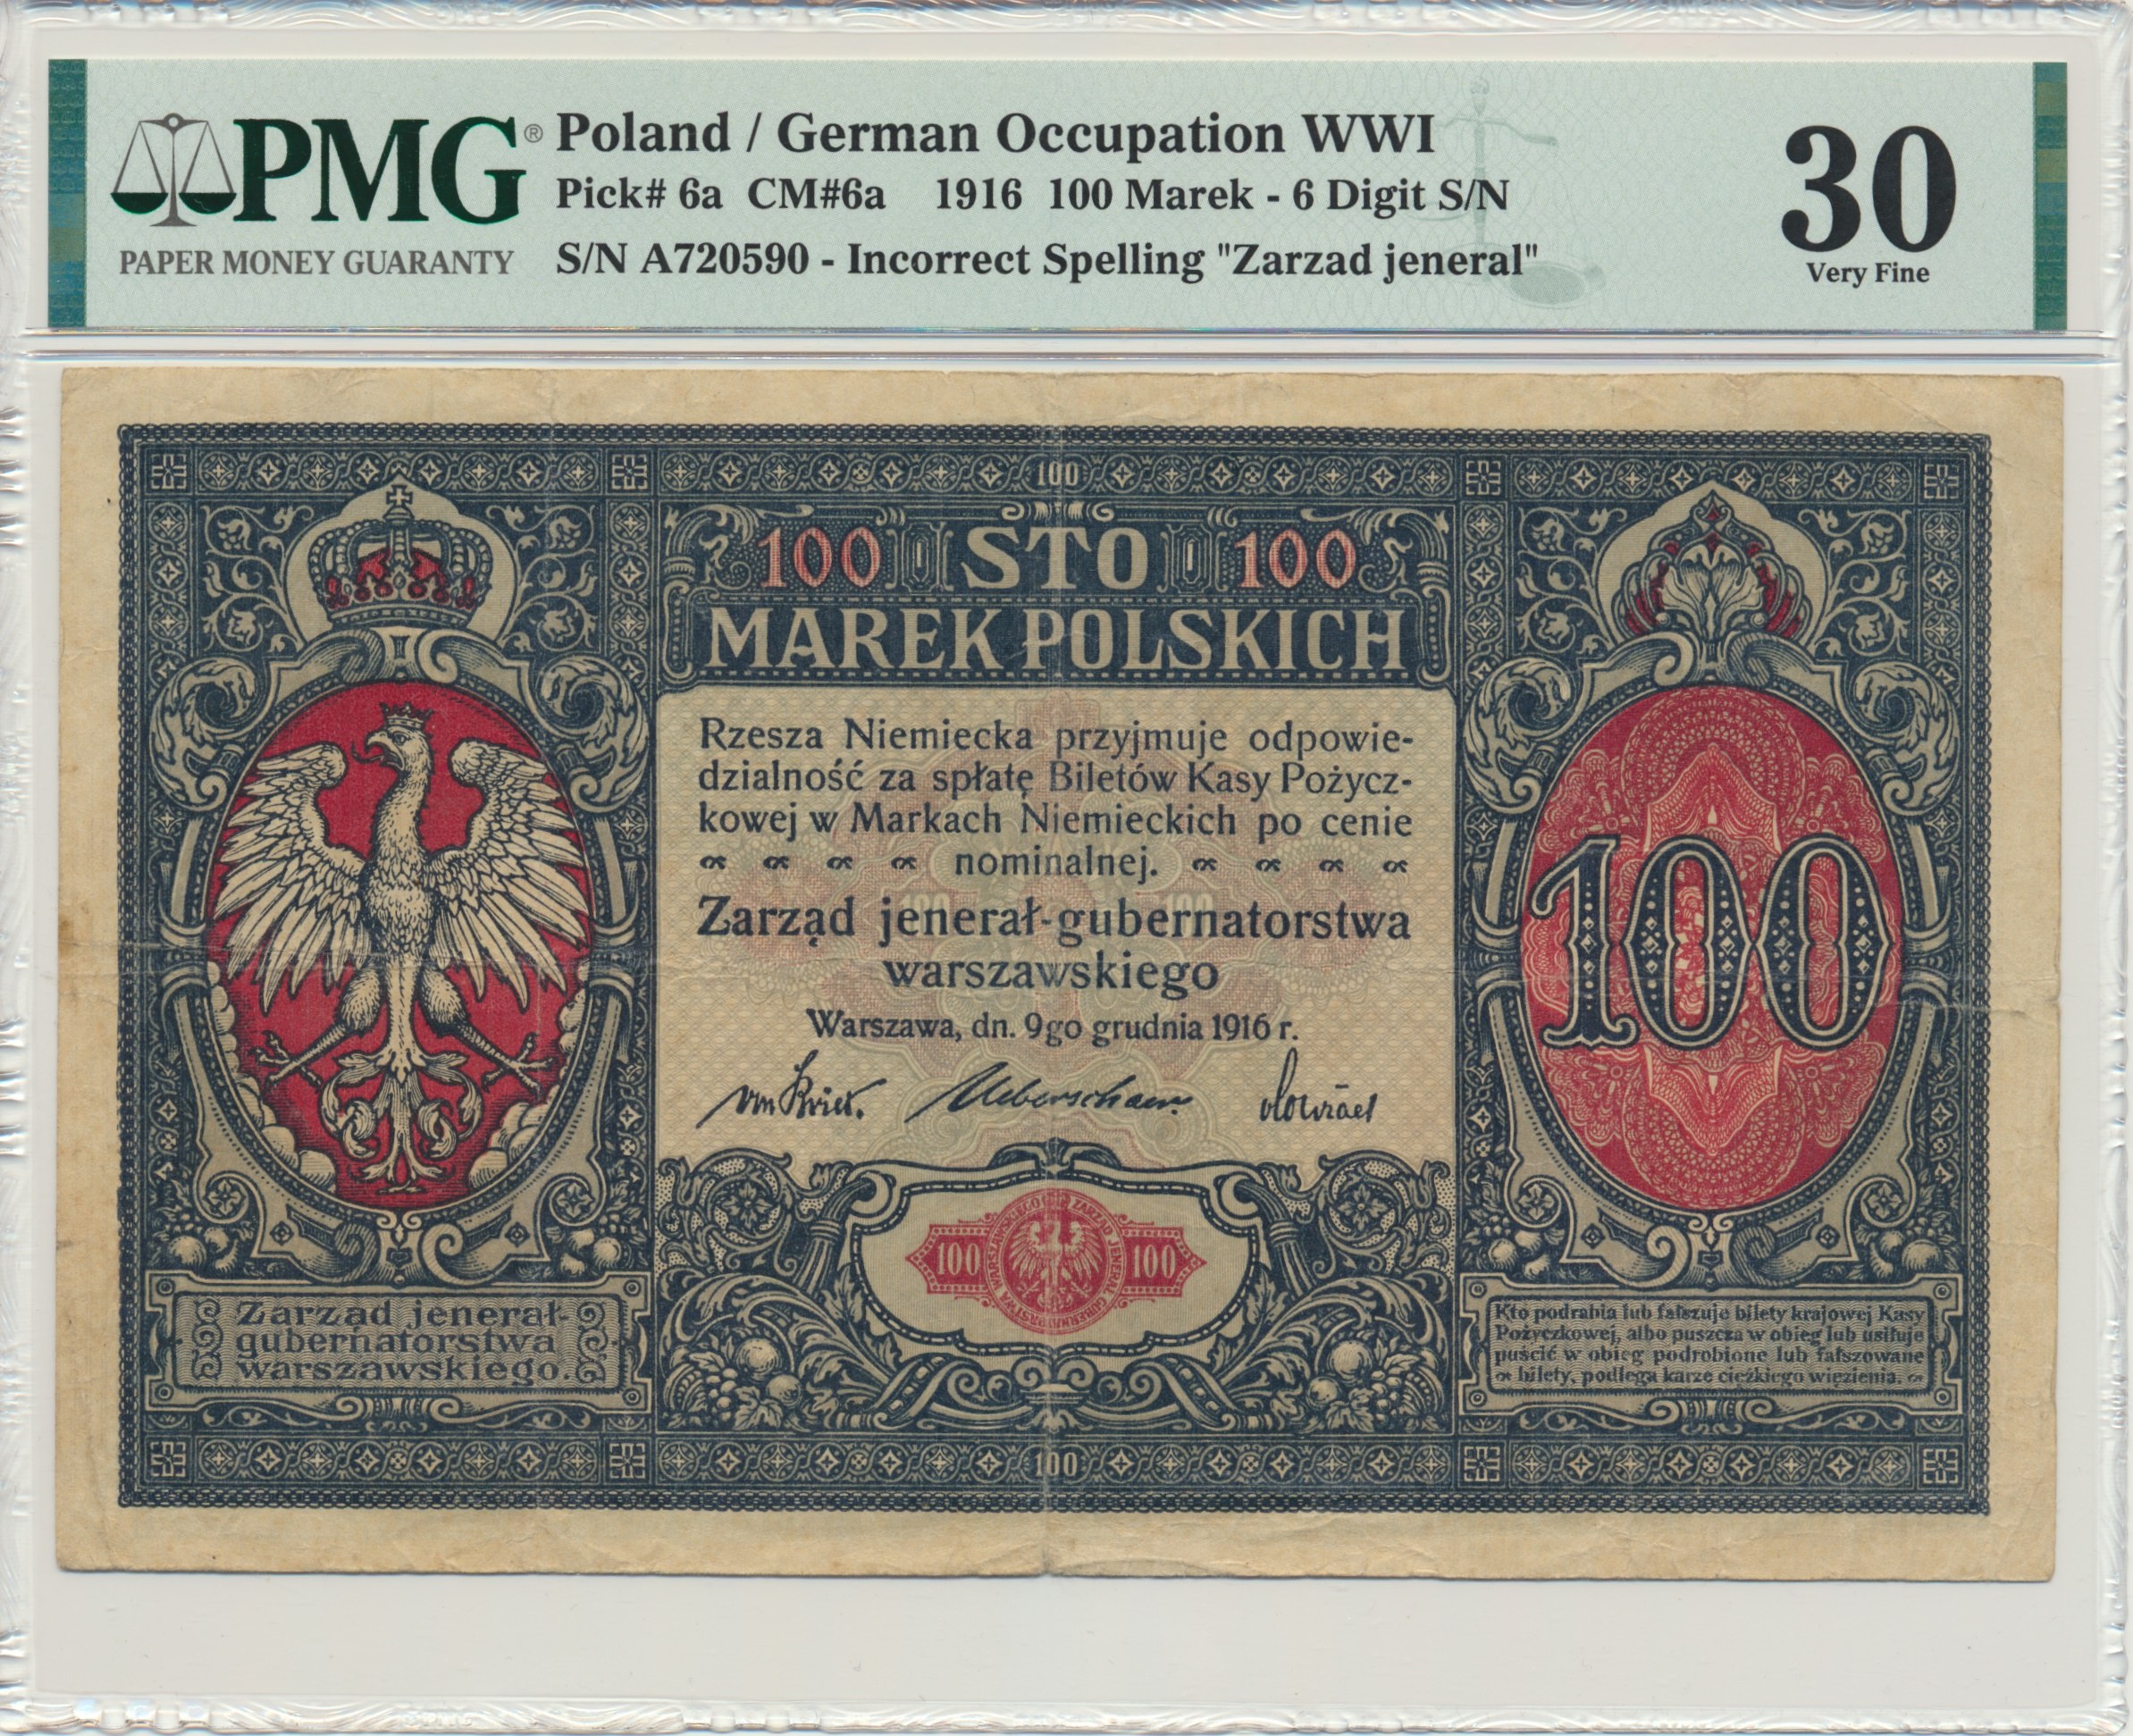 PMG® Poland / German Occupation WWI
PAPER MONEY GUARANTY
Pick# 6a CM#6a 1916 100 Marek - 6 Digit S/N
S/N A720590 - Incorrect Spelling "Zarzad jeneral"
30
Very Fine
100
100 STO 100
MAREK POLSKICH
Rzesza Niemiecka przyjmuje odpowie-
dzialność za spłatę Biletów Kasy Pożycz-
kowej w Markach Niemieckich po cenie
nominalnej.
Zarząd jenerał-gubernatorstwa
warszawskiego
Warszawa, dn. 9go grudnia 1916 r.
100
100 100
Zarząd jenerał-
gubernatorstwa
warszawskiego.
Kto podrabia lub fałszuje bilety krajowej Kasy
Pożyczkowej, albo puszcza w obieg lub usiłuje
puścić w obieg podrobione lub fałszowane
bilety, podlega karze ciężkiego więzienia.
100